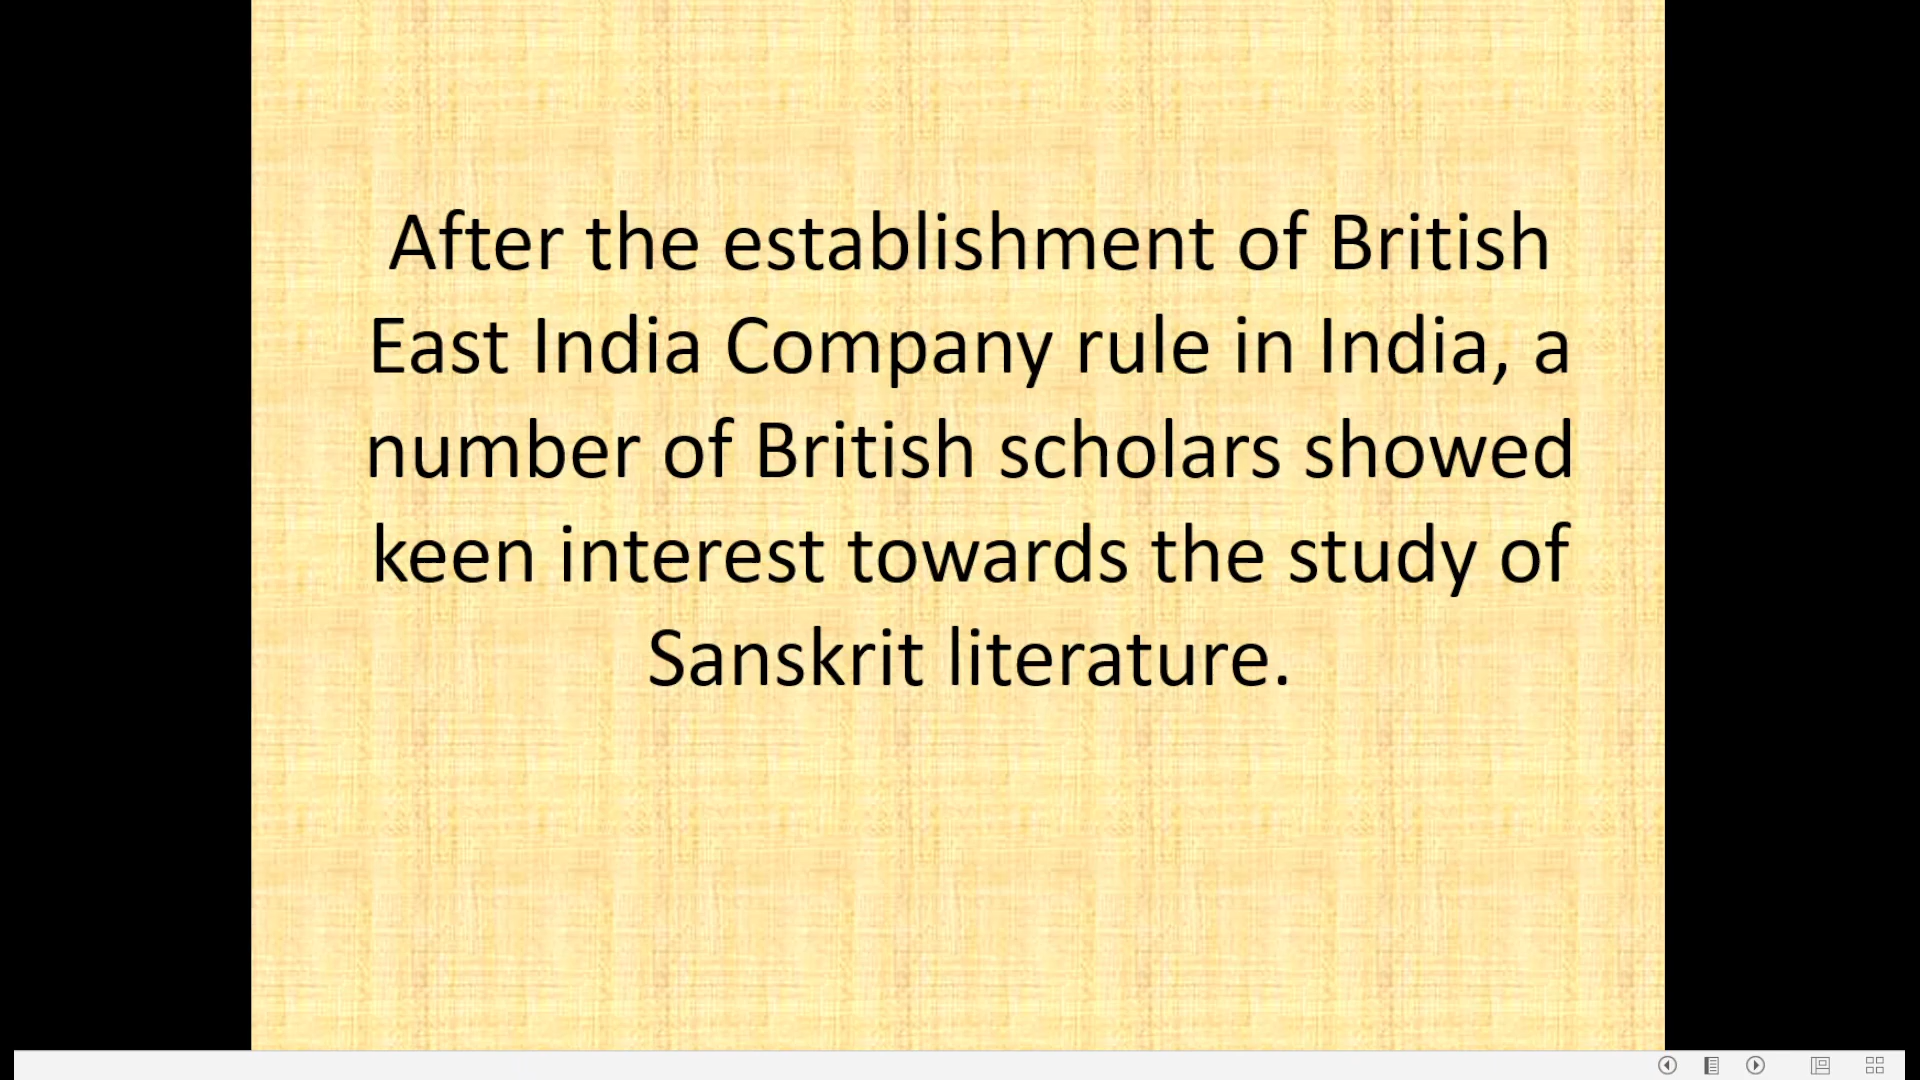 After the establishment of British
East India Company rule in India, a
number of British scholars showed
keen interest towards the study of
Sanskrit literature.